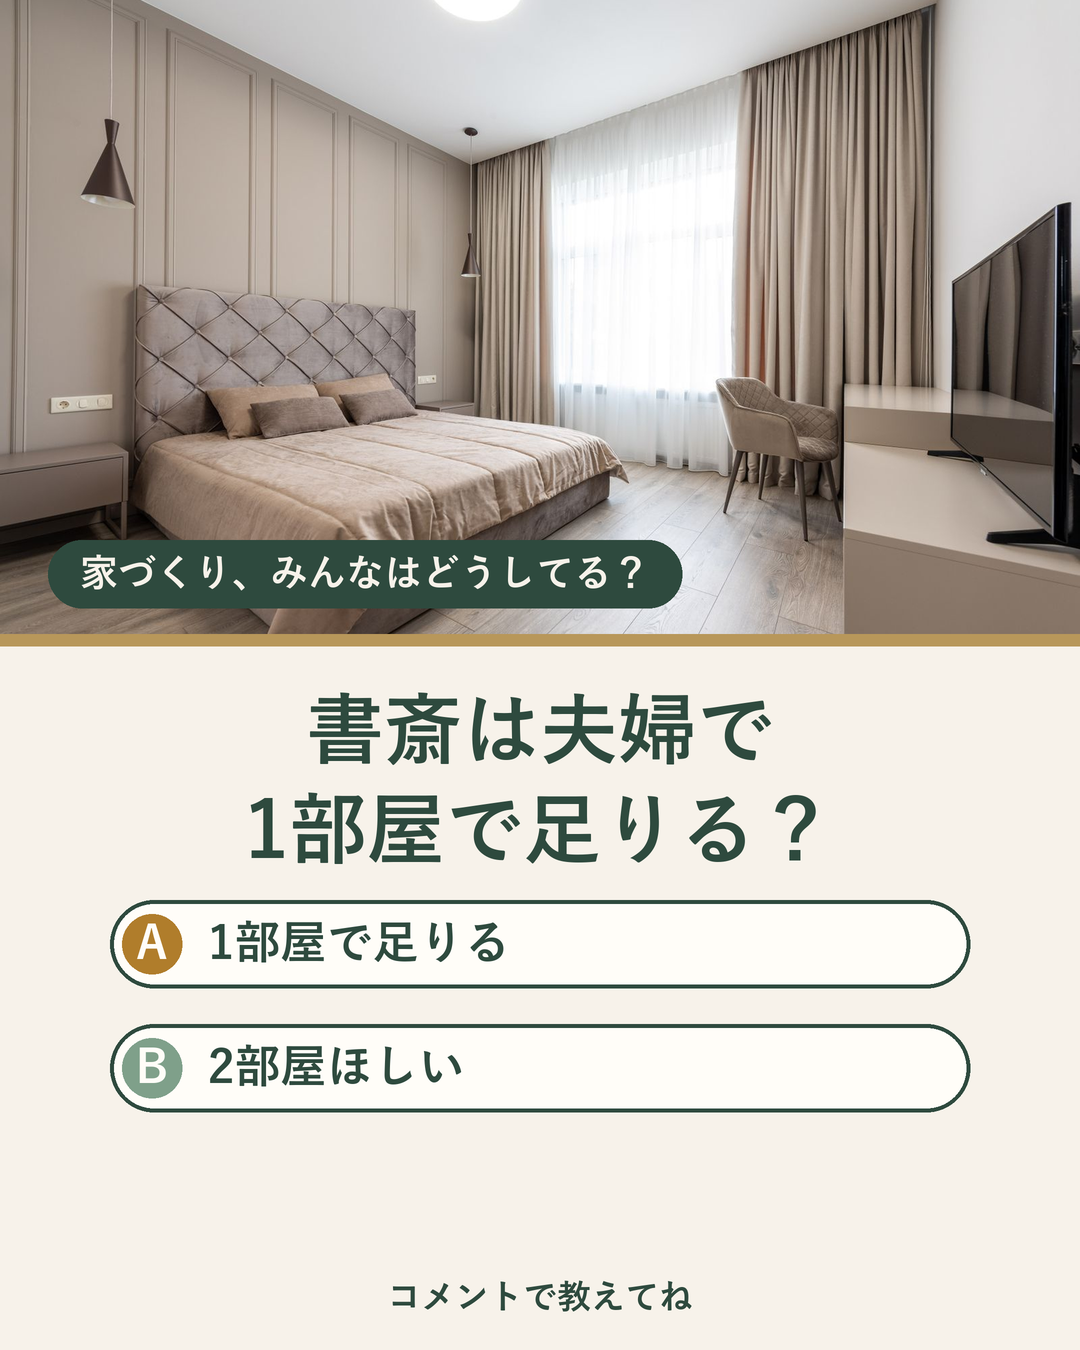 家づくり、みんなはどうしてる？
書斎は夫婦で
1部屋で足りる？
A 1部屋で足りる
B 2部屋ほしい
コメントで教えてね